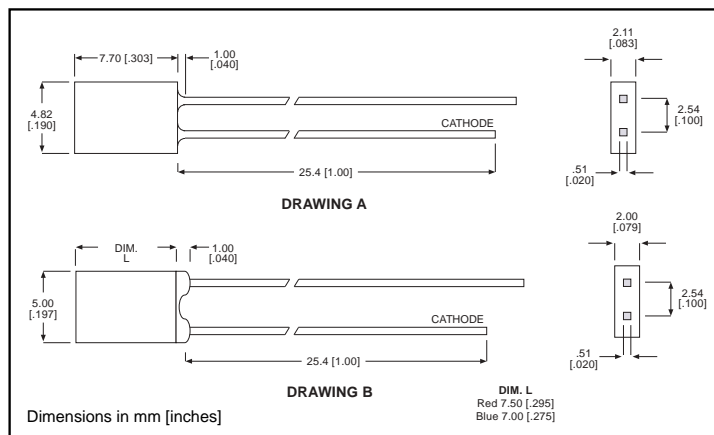 7.70 [.303]
1.00
[.040]
4.82
[.190]
CATHODE
25.4 [1.00]
DRAWING A
2.11
[.083]
2.54
[.100]
.51
[.020]
DIM.
L
1.00
[.040]
5.00
[.197]
CATHODE
25.4 [1.00]
DRAWING B
2.00
[.079]
2.54
[.100]
.51
[.020]
DIM. L
Red 7.50 [.295]
Blue 7.00 [.275]
Dimensions in mm [inches]